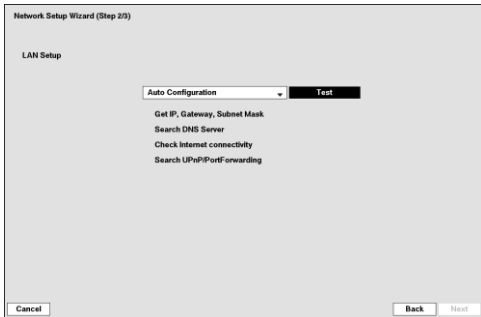 Network Setup Wizard (Step 2/3)
LAN Setup
Auto Configuration
Test
Get IP, Gateway, Subnet Mask
Search DNS Server
Check Internet connectivity
Search UPnP/PortForwarding
Cancel
Back
Next